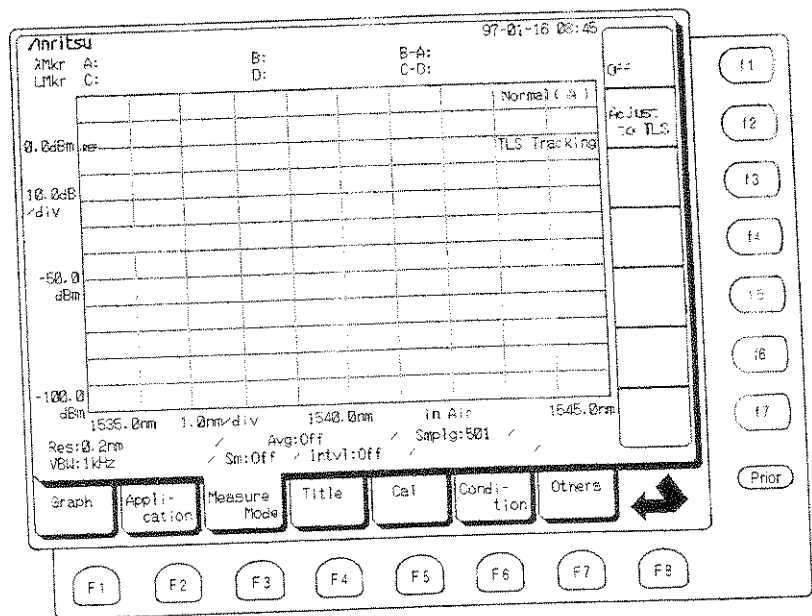 Anritsu
97-01-16 08:45
λMkr A: B: B-A:
LMkr C: D: C-D:
Off
Normal( A )
Adjust
to TLS
0.0dBm REF
TLS Tracking
10.0dB
/div
-50.0
dBm
-100.0
dBm
1535.0nm 1.0nm/div 1540.0nm in Air 1545.0nm
Res:0.2nm / Avg:Off / Smplg:501 /
VBW:1kHz / Sm:Off / Intvl:Off / /
Graph
Appli-
cation
Measure
Mode
Title
Cal
Condi-
tion
Others
f1
f2
f3
f4
f5
f6
f7
Prior
F1 F2 F3 F4 F5 F6 F7 F8